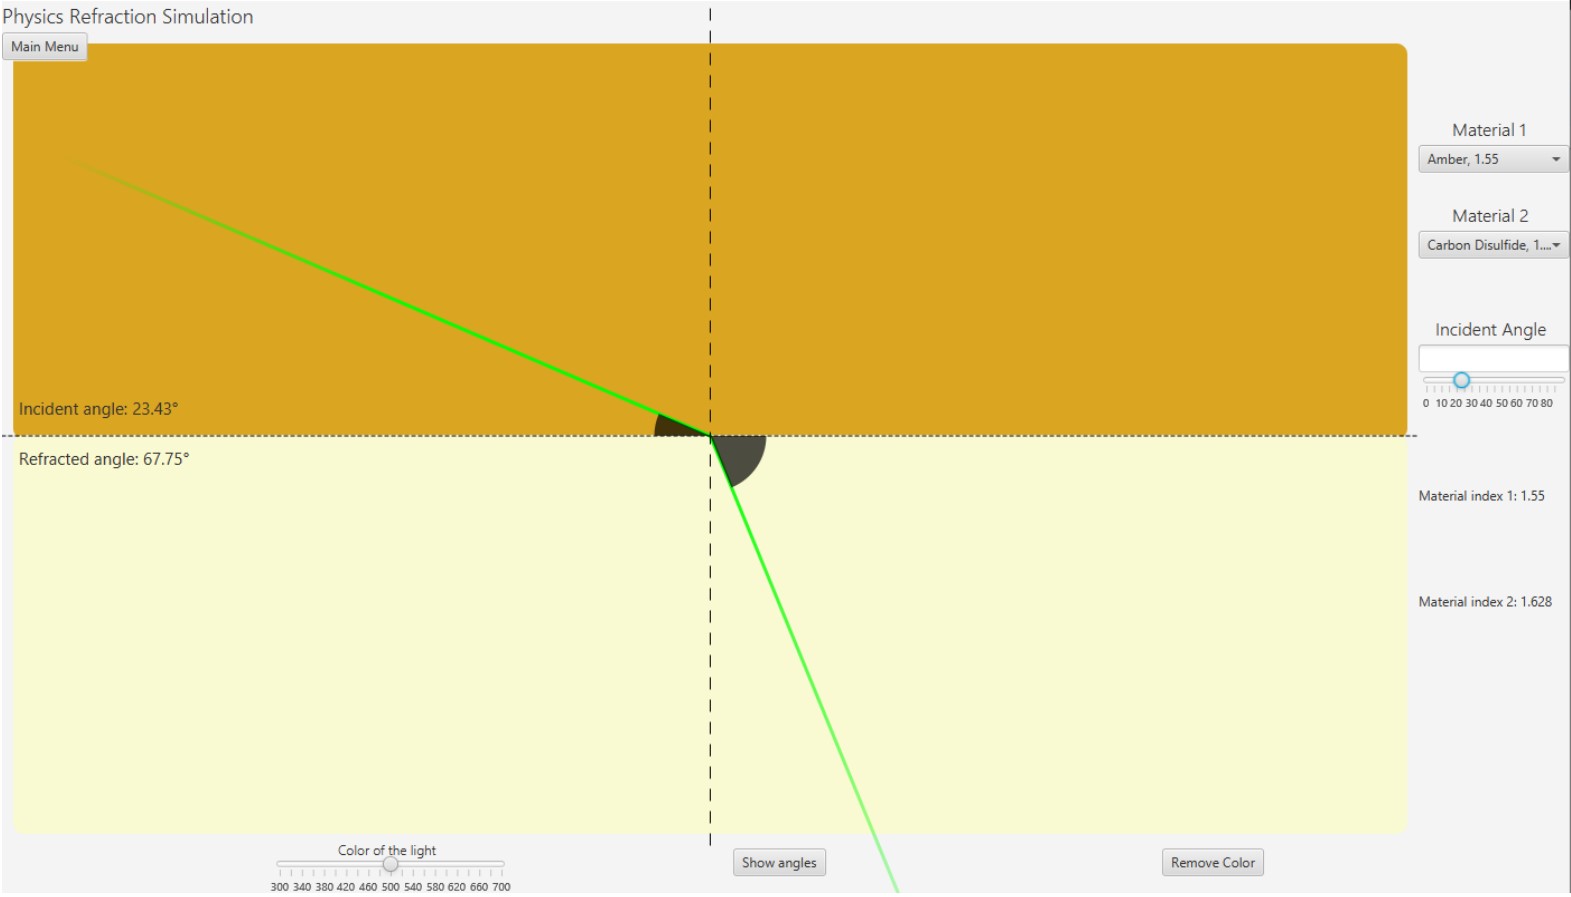 Physics Refraction Simulation
Main Menu
Material 1
Amber, 1.55
Material 2
Carbon Disulfide, 1....
Incident Angle
0 10 20 30 40 50 60 70 80
Incident angle: 23.43°
Refracted angle: 67.75°
Material index 1: 1.55
Material index 2: 1.628
Color of the light
300 340 380 420 460 500 540 580 620 660 700
Show angles
Remove Color